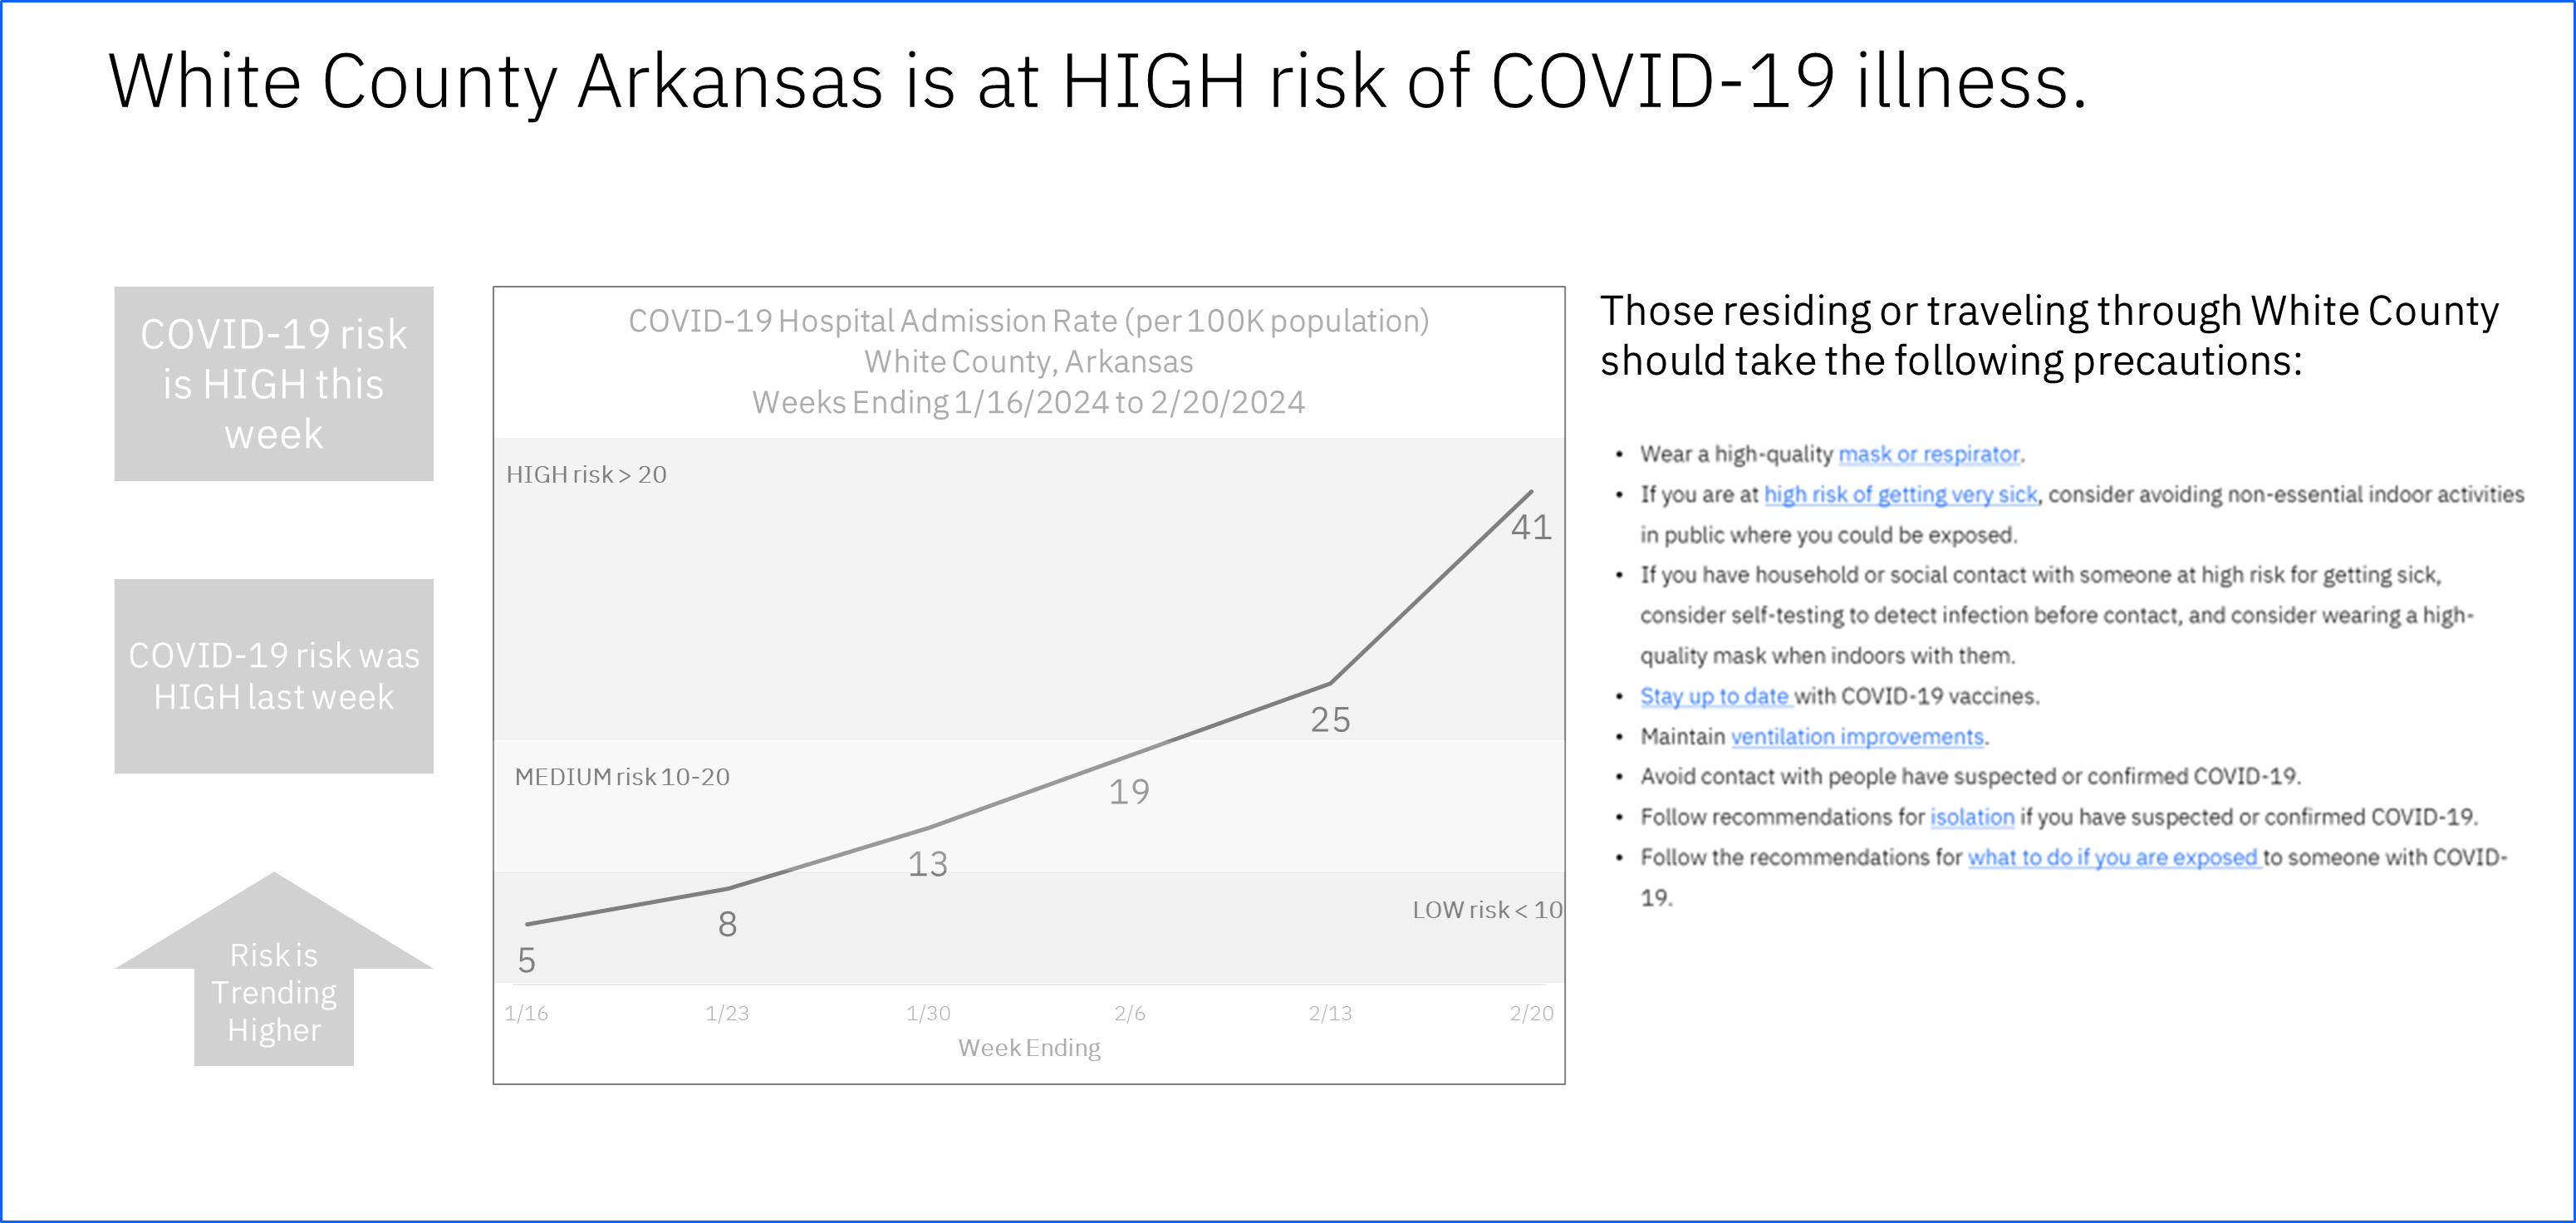 White County Arkansas is at HIGH risk of COVID-19 illness.
COVID-19 risk
is HIGH this
week
COVID-19 risk was
HIGH last week
Risk is
Trending
Higher
COVID-19 Hospital Admission Rate (per 100K population)
White County, Arkansas
Weeks Ending 1/16/2024 to 2/20/2024
HIGH risk > 20
MEDIUM risk 10-20
LOW risk < 10
5
8
13
19
25
41
1/16
1/23
1/30
2/6
2/13
2/20
Week Ending
Those residing or traveling through White County
should take the following precautions:
• Wear a high-quality mask or respirator.
• If you are at high risk of getting very sick, consider avoiding non-essential indoor activities
in public where you could be exposed.
• If you have household or social contact with someone at high risk for getting sick,
consider self-testing to detect infection before contact, and consider wearing a high-
quality mask when indoors with them.
• Stay up to date with COVID-19 vaccines.
• Maintain ventilation improvements.
• Avoid contact with people have suspected or confirmed COVID-19.
• Follow recommendations for isolation if you have suspected or confirmed COVID-19.
• Follow the recommendations for what to do if you are exposed to someone with COVID-
19.